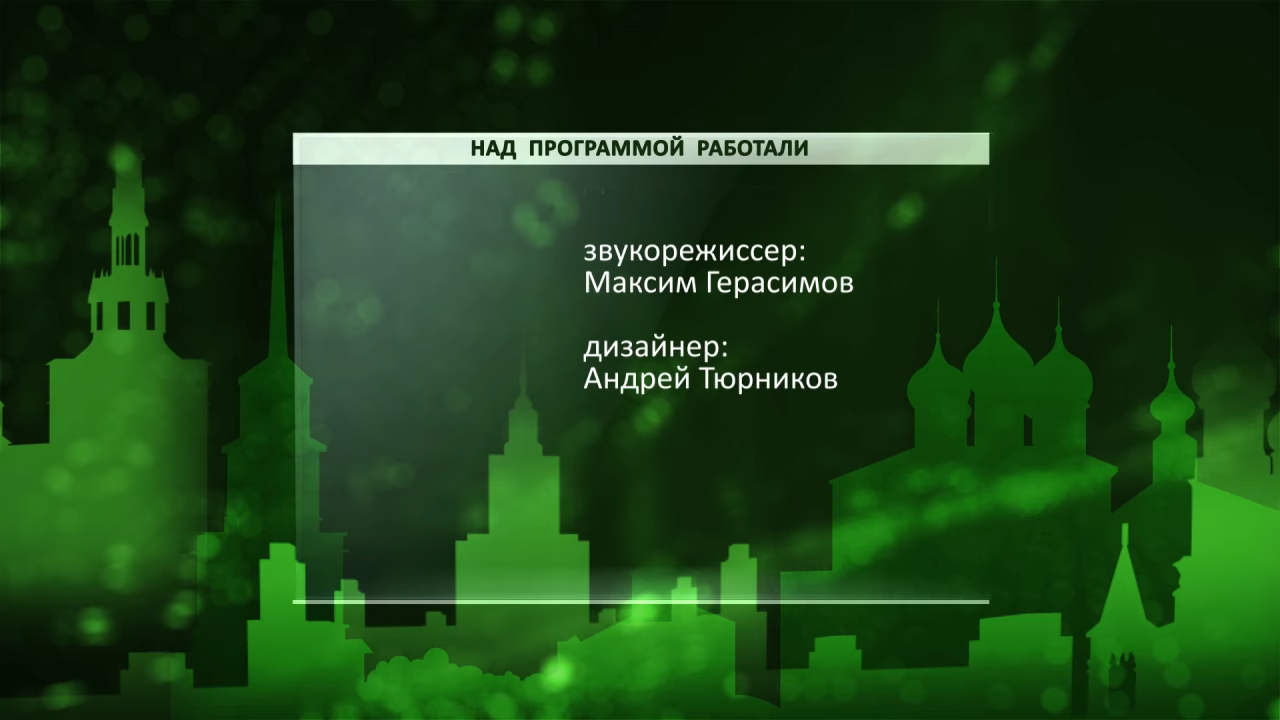 НАД ПРОГРАММОЙ РАБОТАЛИ
звукорежиссер:
Максим Герасимов
дизайнер:
Андрей Тюрников